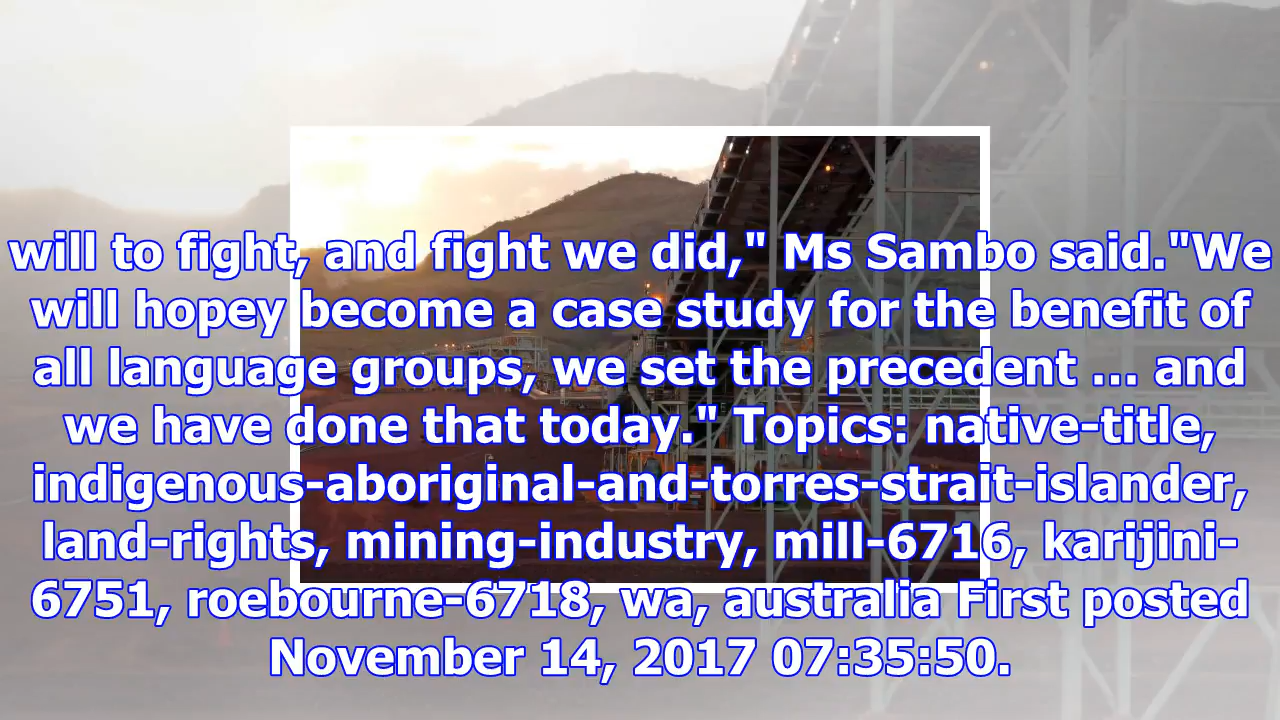 will to fight, and fight we did," Ms Sambo said."We
will hopey become a case study for the benefit of
all language groups, we set the precedent ... and
we have done that today." Topics: native-title,
indigenous-aboriginal-and-torres-strait-islander,
land-rights, mining-industry, mill-6716, karijini-
6751, roebourne-6718, wa, australia First posted
November 14, 2017 07:35:50.